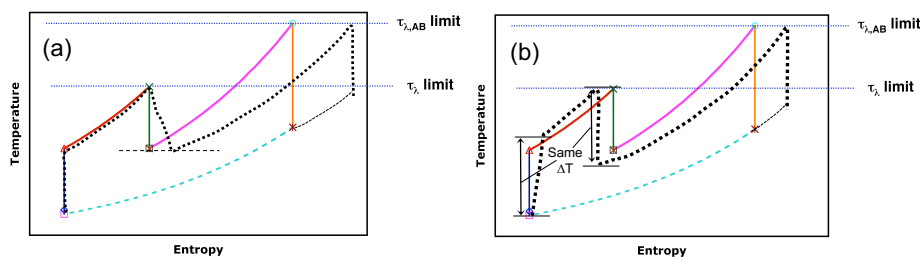 (a)
Temperature
Entropy
τλ,AB limit
τλ limit
(b)
Temperature
Same
ΔT
Entropy
τλ,AB limit
τλ limit